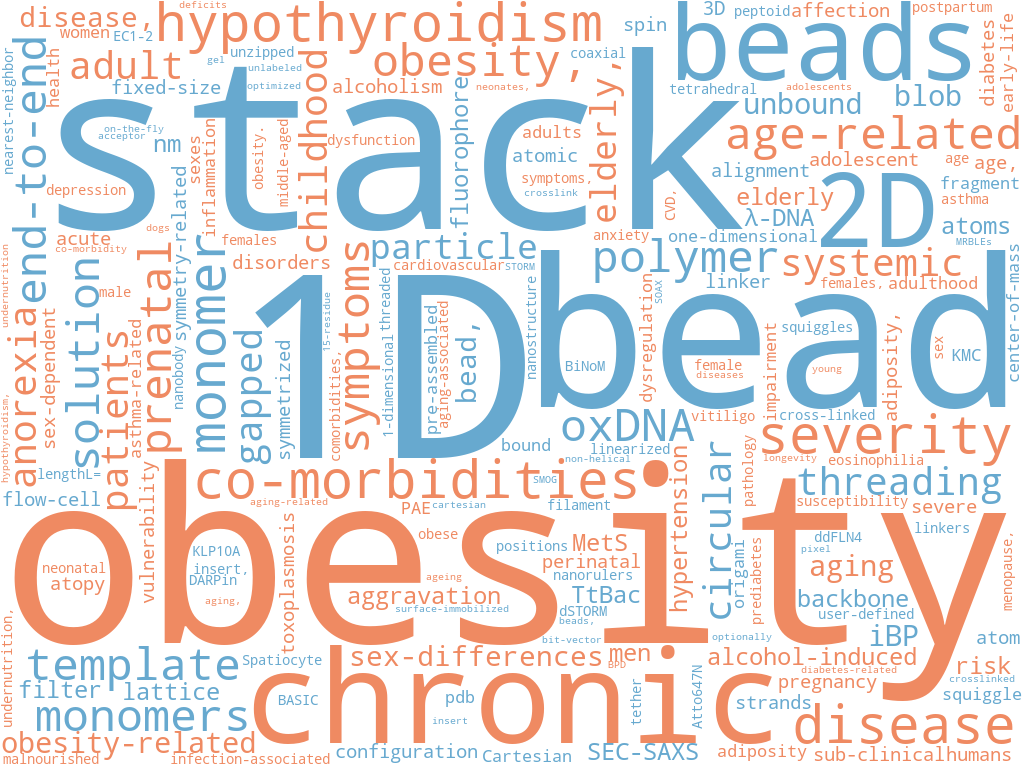 deficits
disease,
hypothyroidism
beads
3D
peptoid
affection
postpartum
women
EC1-2
spin
adult
obesity,
coaxial
unzipped
gel
unlabeled
optimized
nearest-neighbor
end-to-end
health
fixed-size
stack
childhood
alcoholism
neonates,
fluorophore
elderly,
tetrahedral
adolescents
unbound
blob
diabetes
early-life
on-the-fly
acceptor
nm
sexes
inflammation
obesity.
middle-aged
dysfunction
adults
atomic
symptoms,
crosslink
CVD,
age-related
adolescent
age
age,
alignment
elderly
2D
fragment
asthma
depression
symmetry-related
λ-DNA
atoms
MRBLEs
acute
co-morbidity
dogs
females
anxiety
one-dimensional
undernutrition
anorexia
solution
male
prenatal
monomer
disorders
symptoms
particle
cardiovascular
STORM
polymer
linker
systemic
females,
adulthood
center-of-mass
patients
asthma-related
nanobody
sex-dependent
gapped
symmetrized
1D
15-residue
comorbidities,
1-dimensional
threaded
pre-assembled
aging-associated
bead,
nanostructure
BiNoM
bead
dysregulation
SOAX
female
diseases
squiggles
young
impairment
adiposity,
sex
KMC
hypothyroidism,
vitiligo
cross-linked
oxDNA
bound
linearized
non-helical
severity
longevity
eosinophilia
pathology
lengthL=
flow-cell
vulnerability
co-morbidities
aging-related
SMOG
filament
hypertension
circular
threading
susceptibility
severe
PAE
cartesian
obesity
neonatal
atopy
KLP10A
insert,
DARPin
aging,
toxoplasmosis
obese
positions
MetS
perinatal
nanorulers
ageing
aggravation
surface-immobilized
TtBac
dSTORM
beads,
bit-vector
origami
prediabetes
ddFLN4
pixel
linkers
menopause,
aging
backbone
user-defined
iBP
atom
optionally
undernutrition,
template
Spatiocyte
sex-differences
men
BPD
alcohol-induced
diabetes-related
risk
crosslinked
filter
lattice
BASIC
chronic
pdb
insert
tether
Atto647N
pregnancy
strands
squiggle
monomers
disease
obesity-related
malnourished
infection-associated
configuration
Cartesian
SEC-SAXS
adiposity
sub-clinical
humans